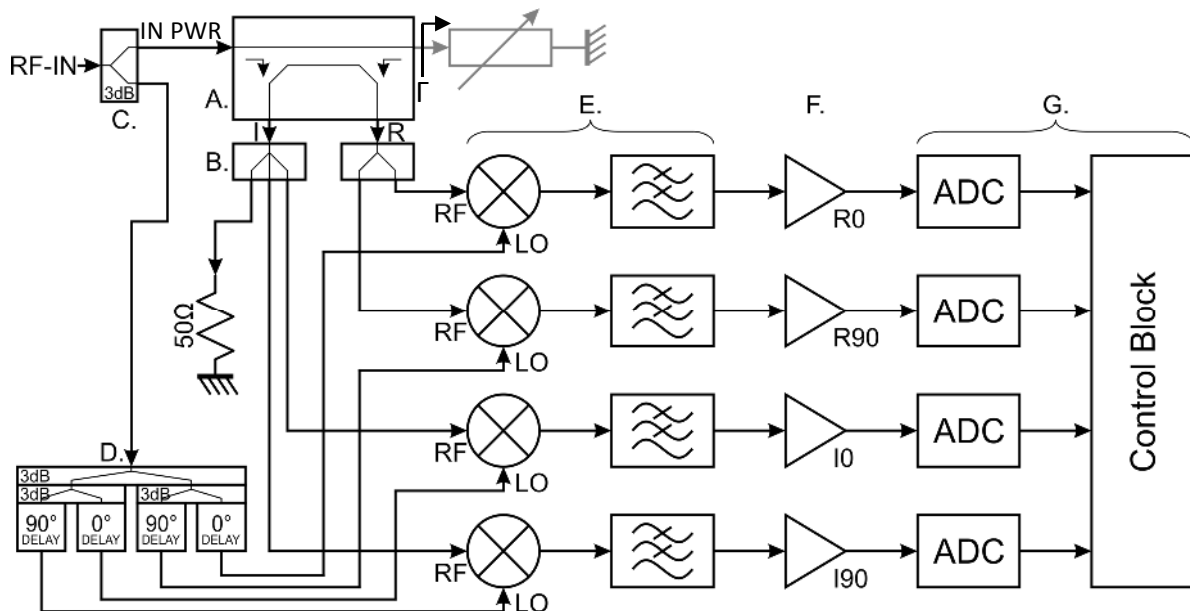 IN PWR
RF-IN
3dB
C.
A.
Γ
I
R
B.
E.
F.
G.
RF
LO
R0
ADC
RF
LO
R90
ADC
50Ω
RF
LO
I0
ADC
RF
LO
I90
ADC
Control Block
D.
3dB
3dB
3dB
90°
DELAY
0°
DELAY
90°
DELAY
0°
DELAY